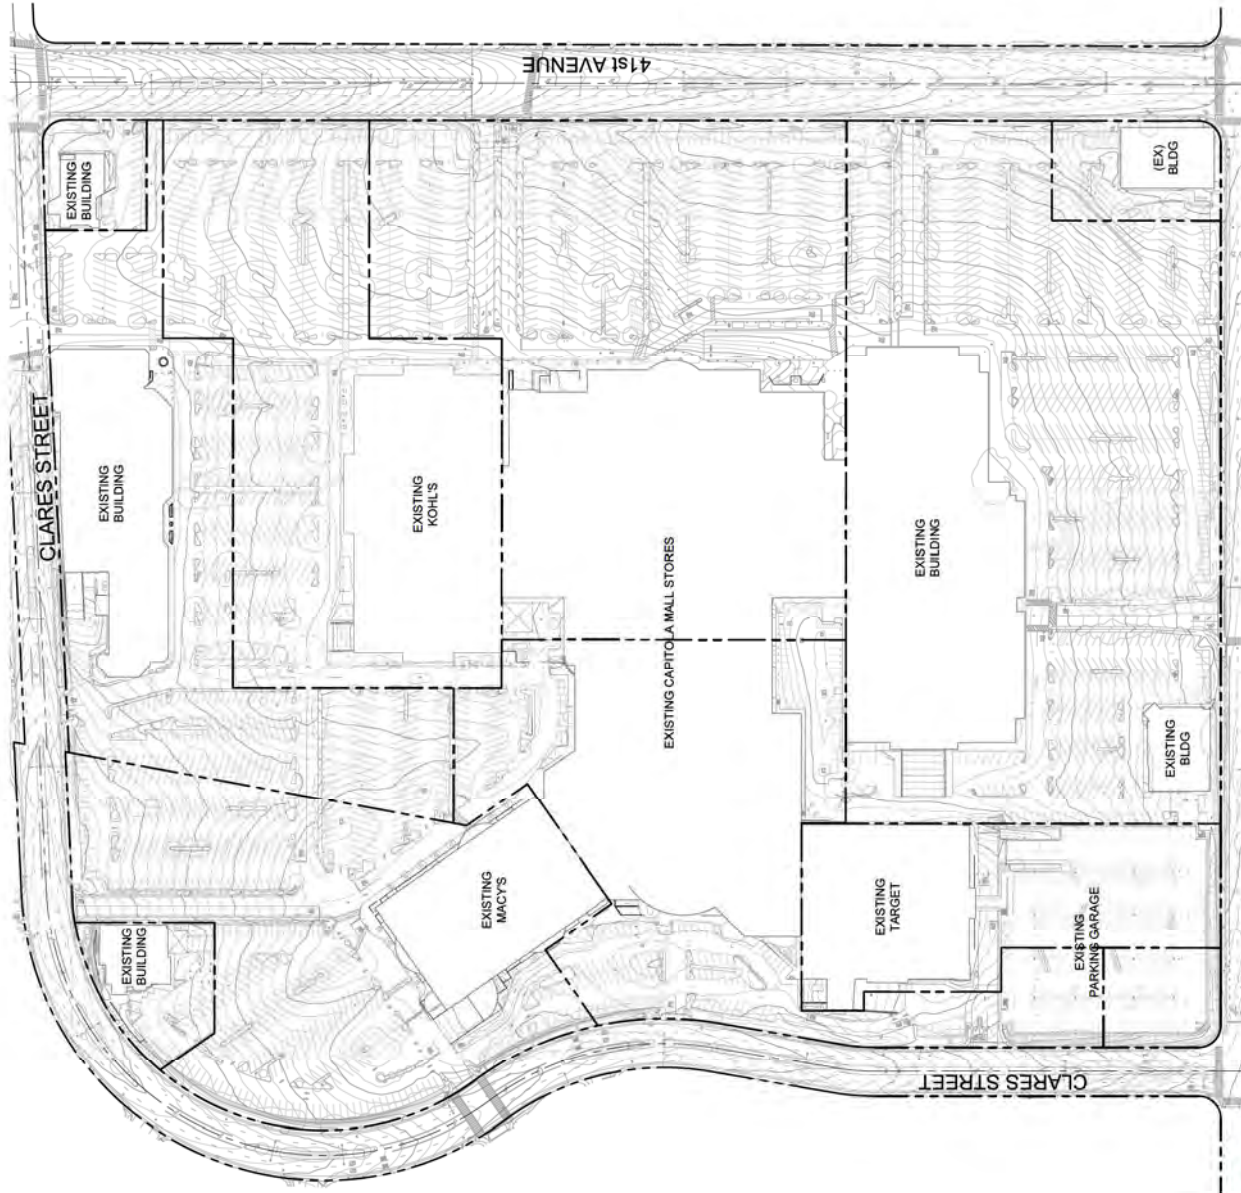 41st AVENUE
EXISTING
BUILDING
(EX)
BLDG
CLARES STREET
EXISTING
BUILDING
EXISTING
KOHL'S
EXISTING CAPITOLA MALL STORES
EXISTING
BUILDING
EXISTING
BLDG
EXISTING
MACY'S
EXISTING
TARGET
EXISTING
PARKING GARAGE
EXISTING
BUILDING
CLARES STREET